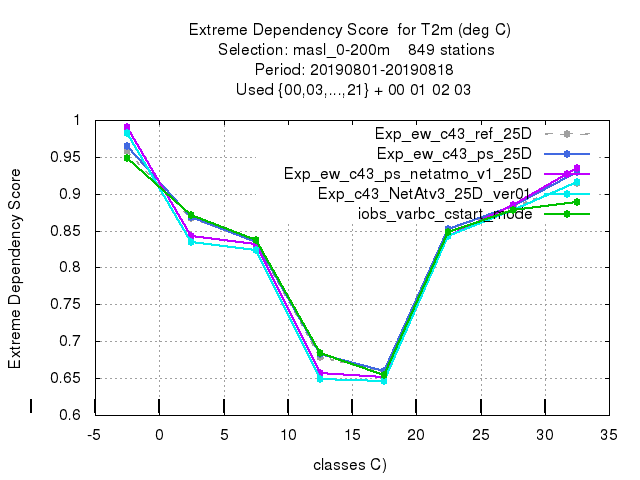 Extreme Dependency Score  for T2m (deg C)
Selection: masl_0-200m    849 stations
Period: 20190801-20190818
Used {00,03,...,21} + 00 01 02 03
Exp_ew_c43_ref_25D
Exp_ew_c43_ps_25D
Exp_ew_c43_ps_netatmo_v1_25D
Exp_c43_NetAtv3_25D_ver01
iobs_varbc_cstart_mode
Extreme Dependency Score
1
0.95
0.9
0.85
0.8
0.75
0.7
0.65
0.6
-5
0
5
10
15
20
25
30
35
classes C)